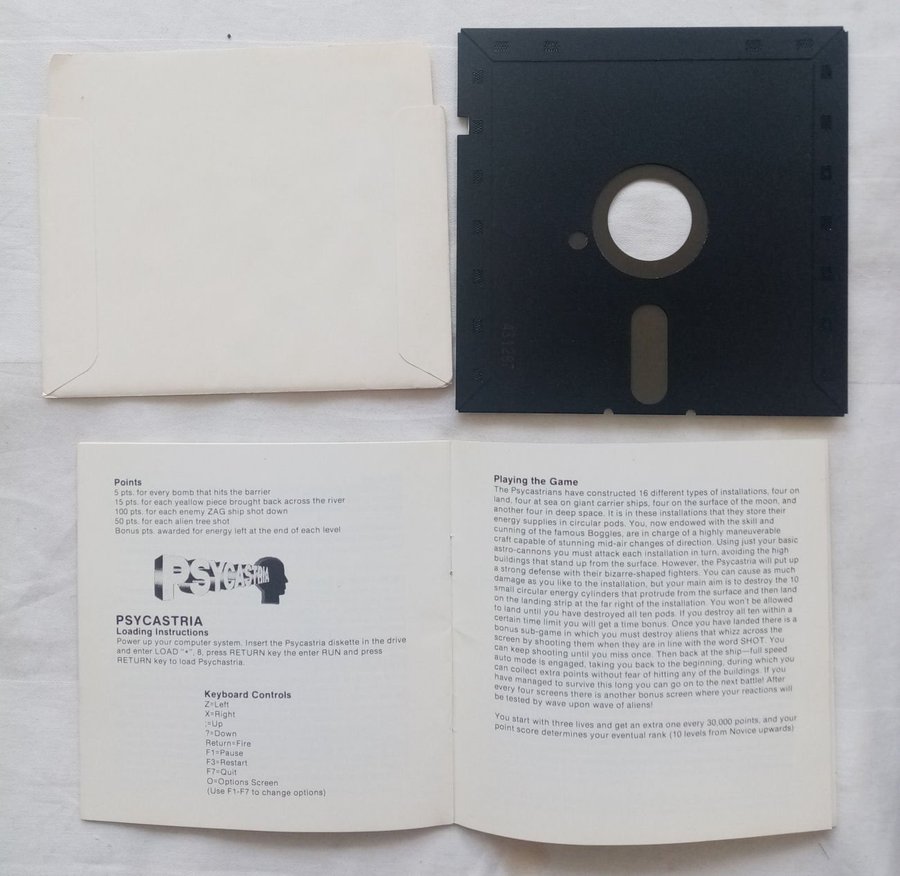 Points
5 pts. for every bomb that hits the barrier
15 pts. for each yeallow piece brought back across the river
100 pts. for each enemy ZAG ship shot down
50 pts. for each alien tree shot
Bonus pts. awarded for energy left at the end of each level
PSYCASTRIA
PSYCASTRIA
Loading Instructions
Power up your computer system, insert the Psycastria diskette in the drive
and enter LOAD "*", 8, press RETURN key the enter RUN and press
RETURN key to load Psychastria.
Keyboard Controls
Z=Left
X=Right
;=Up
?=Down
Return=Fire
F1=Pause
F3=Restart
F7=Quit
O=Options Screen
(Use F1-F7 to change options)
Playing the Game
The Psycastrians have constructed 16 different types of installations, four on
land, four at sea on giant carrier ships, four on the surface of the moon, and
another four in deep space. It is in these installations that they store their
energy supplies in circular pods. You, now endowed with the skill and
cunning of the famous Boggles, are in charge of a highly maneuverable
craft capable of stunning mid-air changes of direction. Using just your basic
astro-cannons you must attack each installation in turn, avoiding the high
buildings that stand up from the surface. However, the Psycastria will put up
a strong defense with their bizarre-shaped fighters. You can cause as much
damage as you like to the installation, but your main aim is to destroy the 10
small circular energy cylinders that protrude from the surface and then land
on the landing strip at the far right of the installation. You won't be allowed
to land until you have destroyed all ten pods. If you destroy all ten within a
certain time limit you will get a time bonus. Once you have landed there is a
bonus sub-game in which you must destroy aliens that whizz across the
screen by shooting them when they are in line with the word SHOT. You
can keep shooting until you miss once. Then back at the ship—full speed
auto mode is engaged, taking you back to the beginning, during which you
can collect extra points without fear of hitting any of the buildings. If you
have managed to survive this long you can go on to the next battle! After
every four screens there is another bonus screen where your reactions will
be tested by wave upon wave of aliens!
You start with three lives and get an extra one every 30,000 points, and your
point score determines your eventual rank (10 levels from Novice upwards)